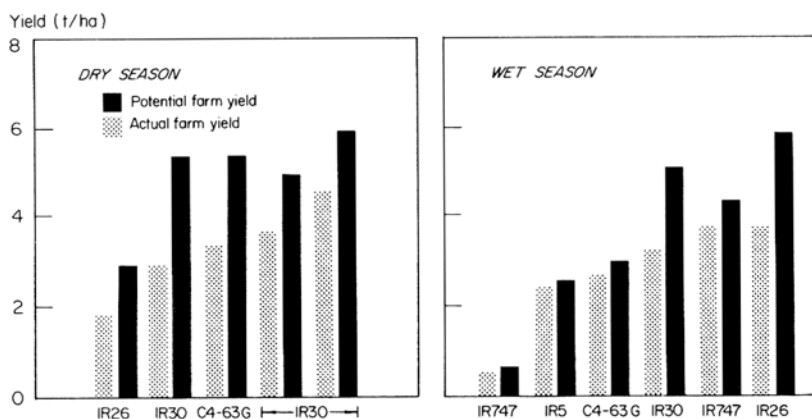 Yield (t/ha)
8
6
4
2
0
DRY SEASON
Potential farm yield
Actual farm yield
IR26 IR30 C4-63G IR30
WET SEASON
IR747 IR5 C4-63G IR30 IR747 IR26